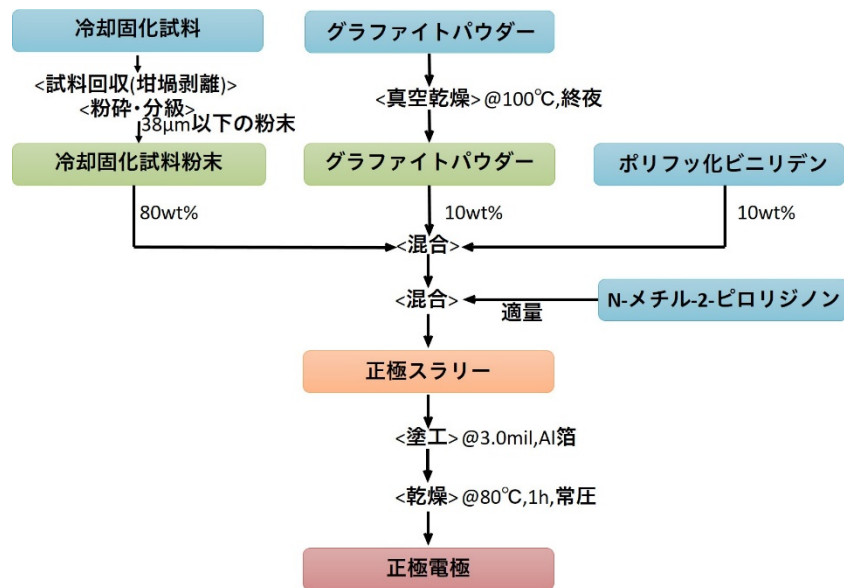 冷却固化試料
グラファイトパウダー
<試料回収(坩堝剥離)>
<粉砕・分級>
38μm以下の粉末
<真空乾燥>@100℃,終夜
冷却固化試料粉末
グラファイトパウダー
ポリフッ化ビニリデン
80wt%
10wt%
10wt%
<混合>
<混合>
適量
N-メチル-2-ピロリジノン
正極スラリー
<塗工>@3.0mil,Al箔
<乾燥>@80℃,1h,常圧
正極電極